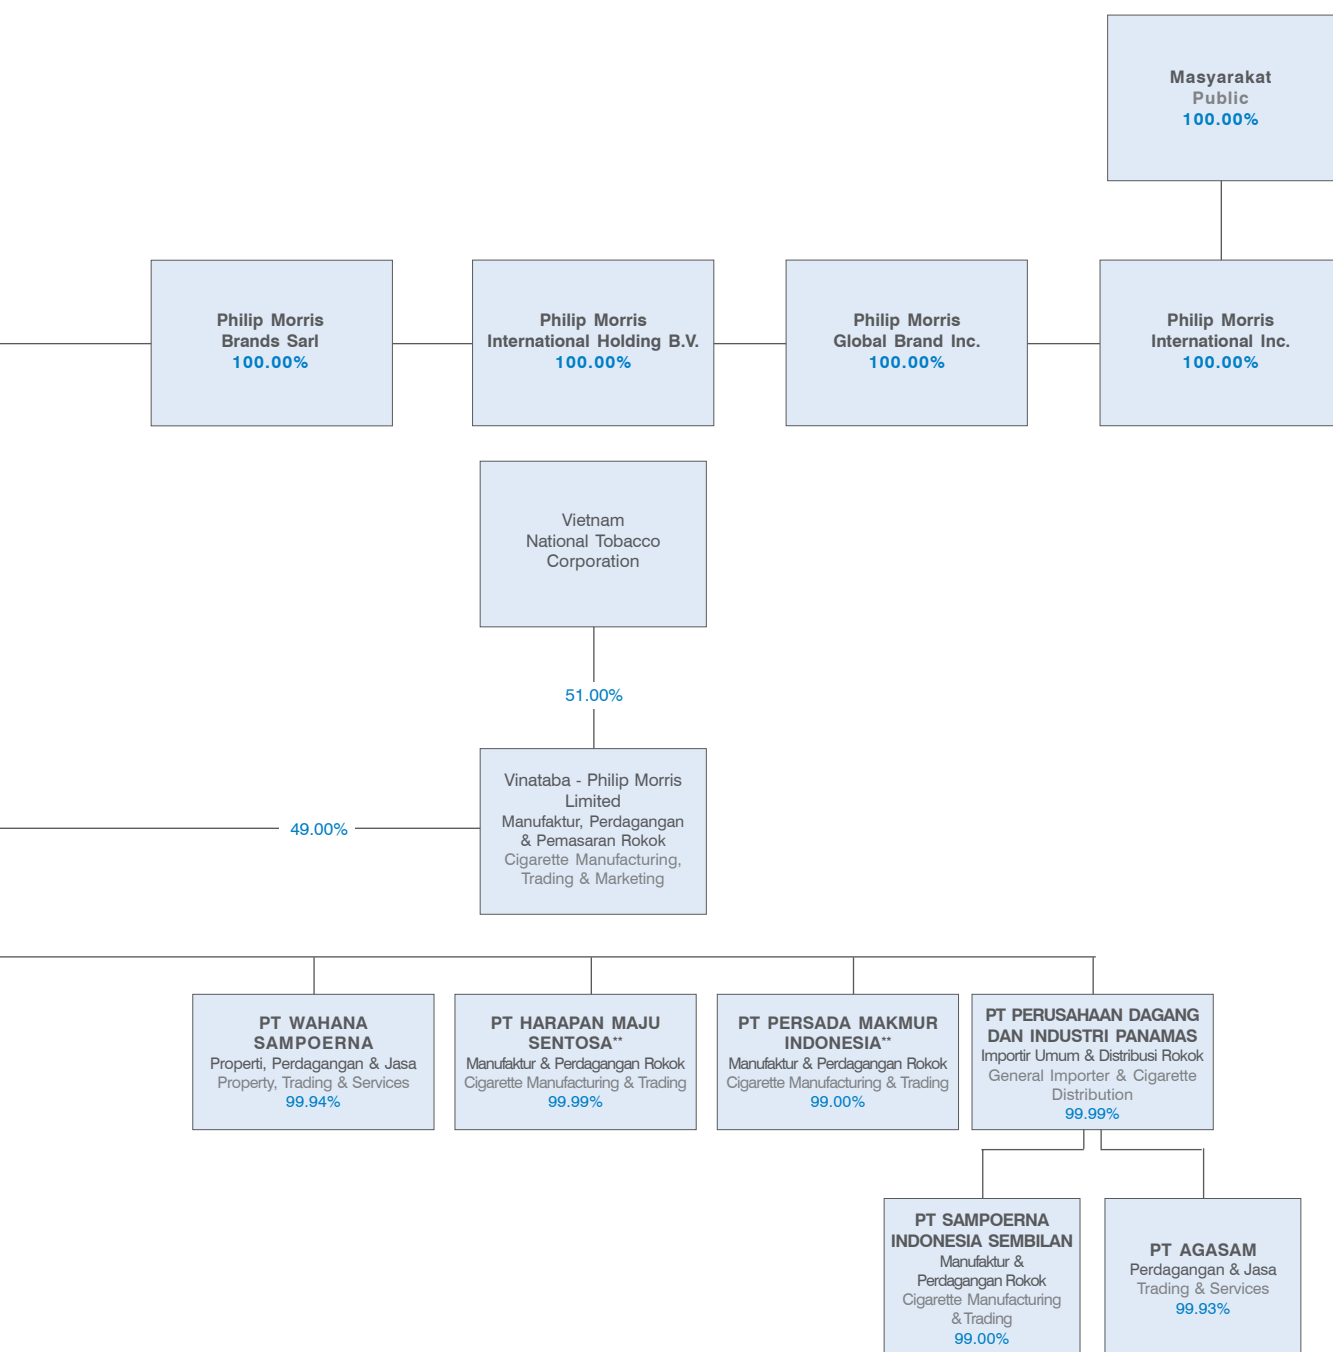 Masyarakat
Public
100.00%
Philip Morris
Brands Sarl
100.00%
Philip Morris
International Holding B.V.
100.00%
Philip Morris
Global Brand Inc.
100.00%
Philip Morris
International Inc.
100.00%
Vietnam
National Tobacco
Corporation
51.00%
Vinataba - Philip Morris
Limited
Manufaktur, Perdagangan
& Pemasaran Rokok
Cigarette Manufacturing,
Trading & Marketing
49.00%
PT WAHANA
SAMPOERNA
Properti, Perdagangan & Jasa
Property, Trading & Services
99.94%
PT HARAPAN MAJU
SENTOSA**
Manufaktur & Perdagangan Rokok
Cigarette Manufacturing & Trading
99.99%
PT PERSADA MAKMUR
INDONESIA**
Manufaktur & Perdagangan Rokok
Cigarette Manufacturing & Trading
99.00%
PT PERUSAHAAN DAGANG
DAN INDUSTRI PANAMAS
Importir Umum & Distribusi Rokok
General Importer & Cigarette
Distribution
99.99%
PT SAMPOERNA
INDONESIA SEMBILAN
Manufaktur &
Perdagangan Rokok
Cigarette Manufacturing
& Trading
99.00%
PT AGASAM
Perdagangan & Jasa
Trading & Services
99.93%